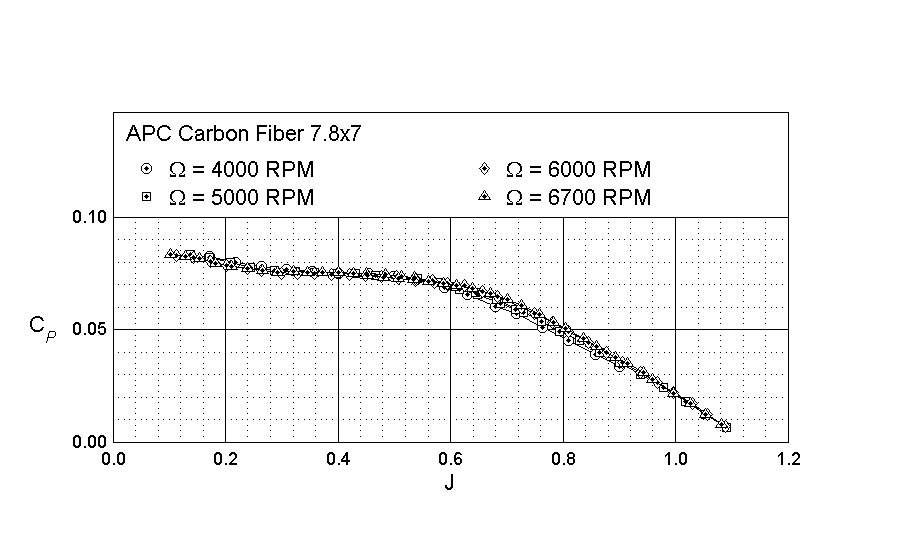 APC Carbon Fiber 7.8x7
Ω = 4000 RPM
Ω = 6000 RPM
Ω = 5000 RPM
Ω = 6700 RPM
0.10
0.05
0.00
CP
0.0 0.2 0.4 0.6 0.8 1.0 1.2
J